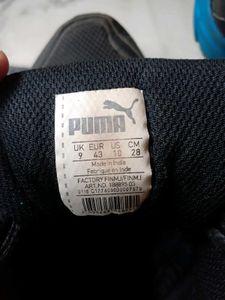 PUMA
UK EUR US CM
9 43 10 28
Made in India
Fabriqué en Inde
FACTORY FINMJ/FINMJ
ART.NO. 188895 03